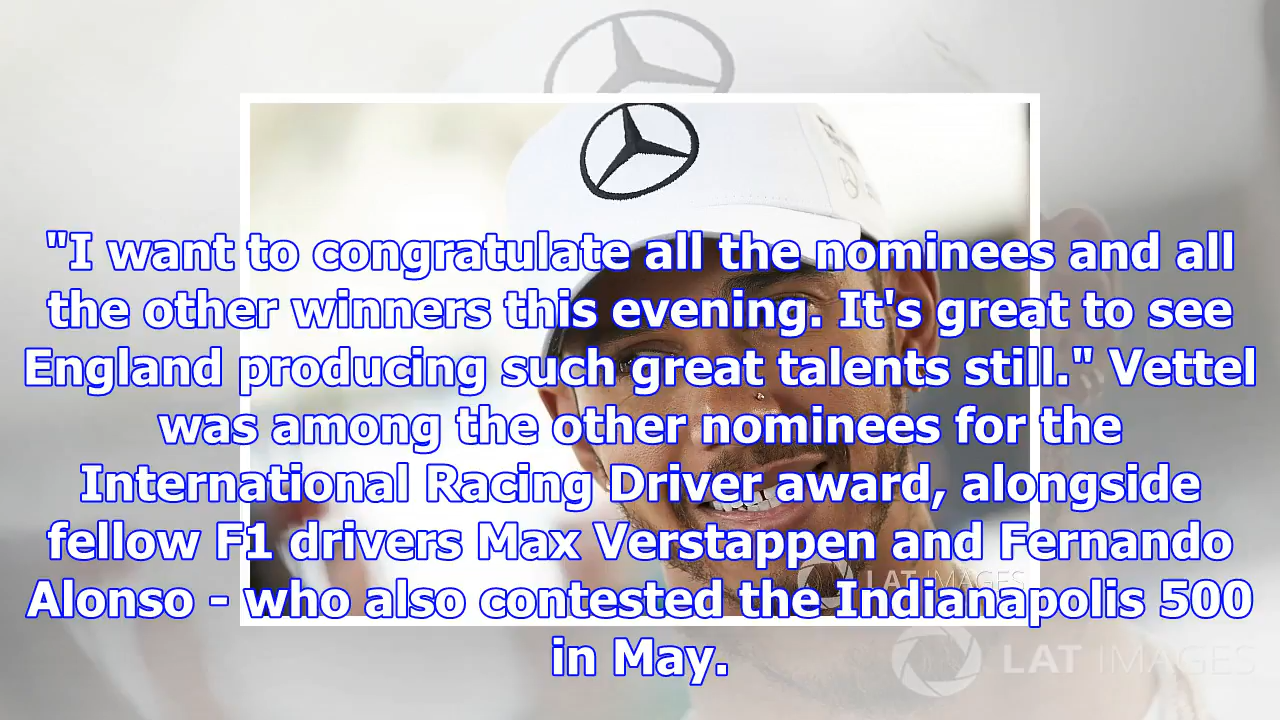 "I want to congratulate all the nominees and all
the other winners this evening. It's great to see
England producing such great talents still." Vettel
was among the other nominees for the
International Racing Driver award, alongside
fellow F1 drivers Max Verstappen and Fernando
LAT IMAGES
Alonso - who also contested the Indianapolis 500
in May.
LAT IMAGES